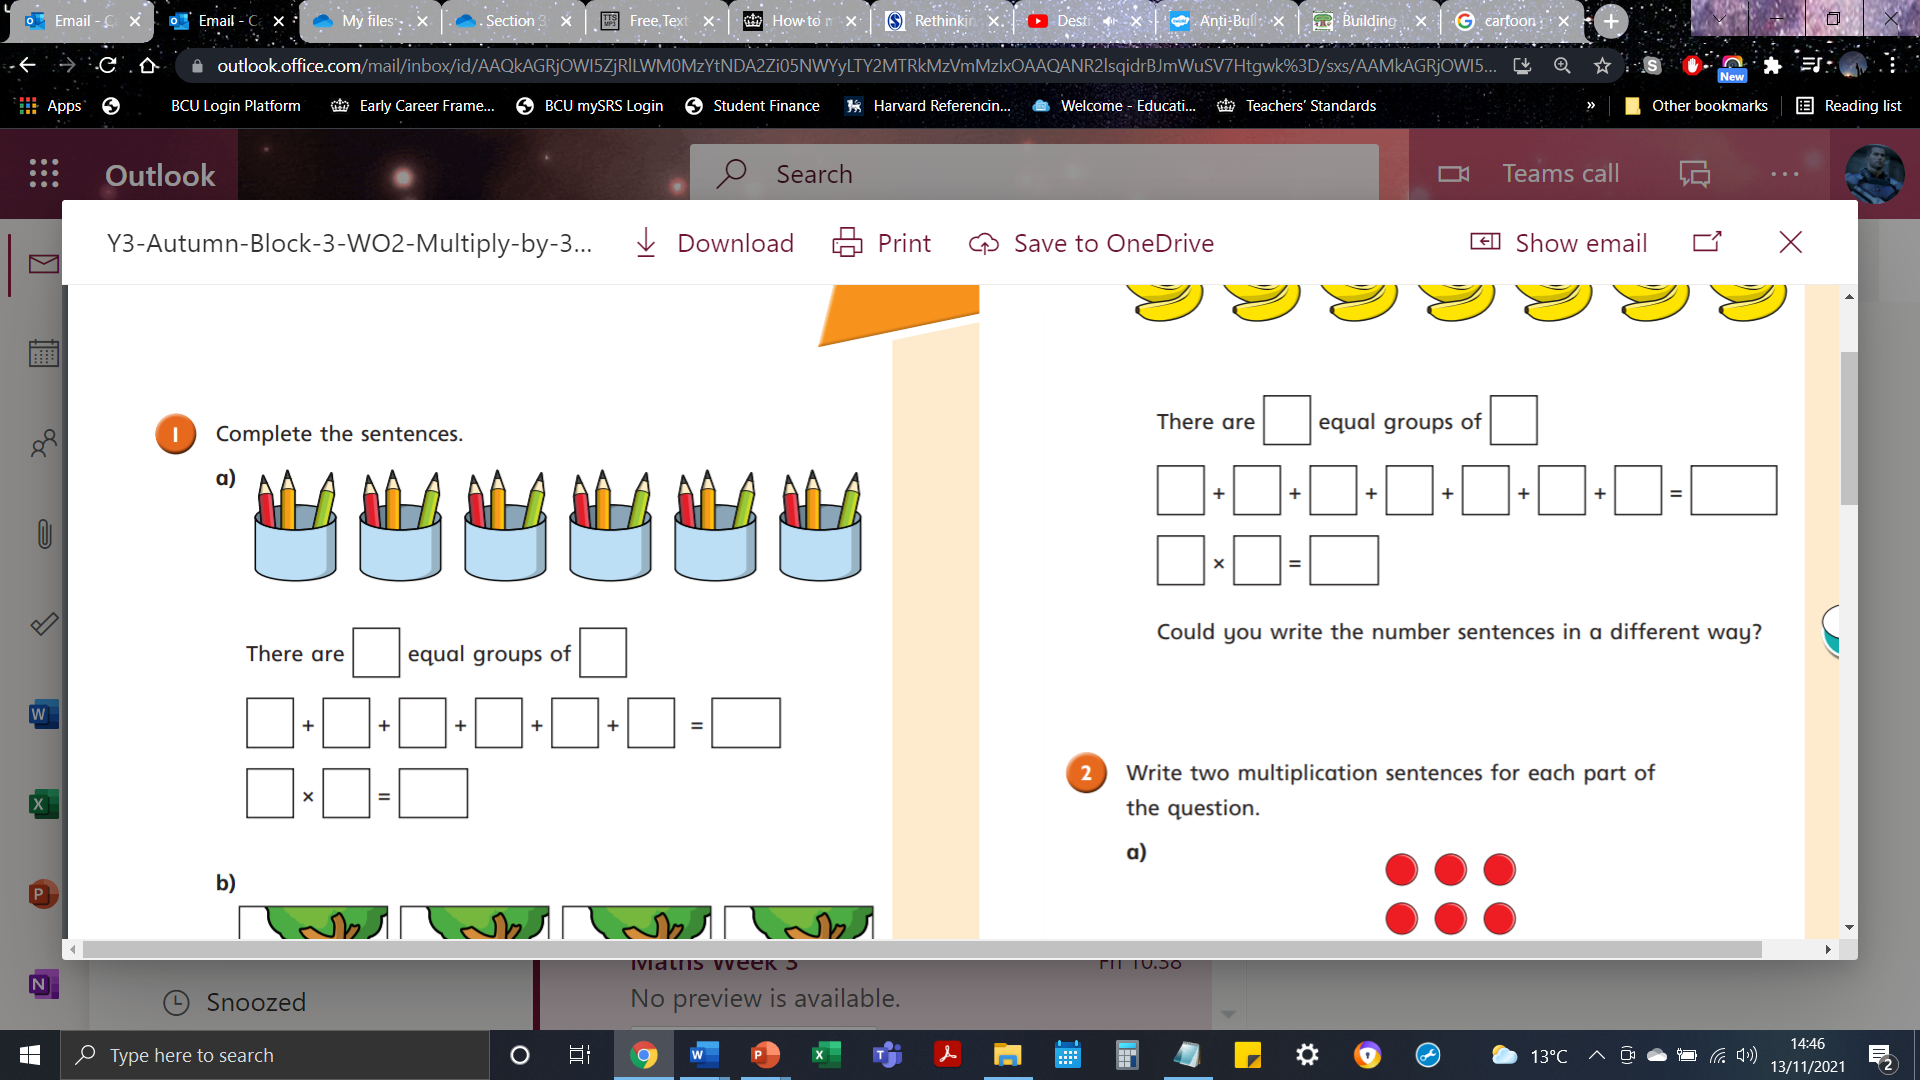 Email - C
Email - C
My files
Section 3
Free Text
How to n
Rethinkin
Desti
Anti-Bull
Building
cartoon
outlook.office.com/mail/inbox/id/AAQkAGRjOWI5ZjRlLWM0MzYtNDA2Zi05NWYyLTY2MTRkMzVmMzIxOAAQANR2lsqidrBJmWuSV7Htgwk%3D/sxs/AAMkAGRjOWI5...
New
Apps
BCU Login Platform
Early Career Frame...
BCU mySRS Login
Student Finance
Harvard Referencin...
Welcome - Educati...
Teachers' Standards
»
Other bookmarks
Reading list
Outlook
Search
Teams call
Y3-Autumn-Block-3-WO2-Multiply-by-3...
Download
Print
Save to OneDrive
Show email
1 Complete the sentences.
a)
There are equal groups of
+ + + + + =
× =
b)
There are equal groups of
+ + + + + + =
× =
Could you write the number sentences in a different way?
2 Write two multiplication sentences for each part of
the question.
a)
Maths Week 3
Fri 10:38
No preview is available.
Snoozed
Type here to search
13°C
14:46
13/11/2021
2